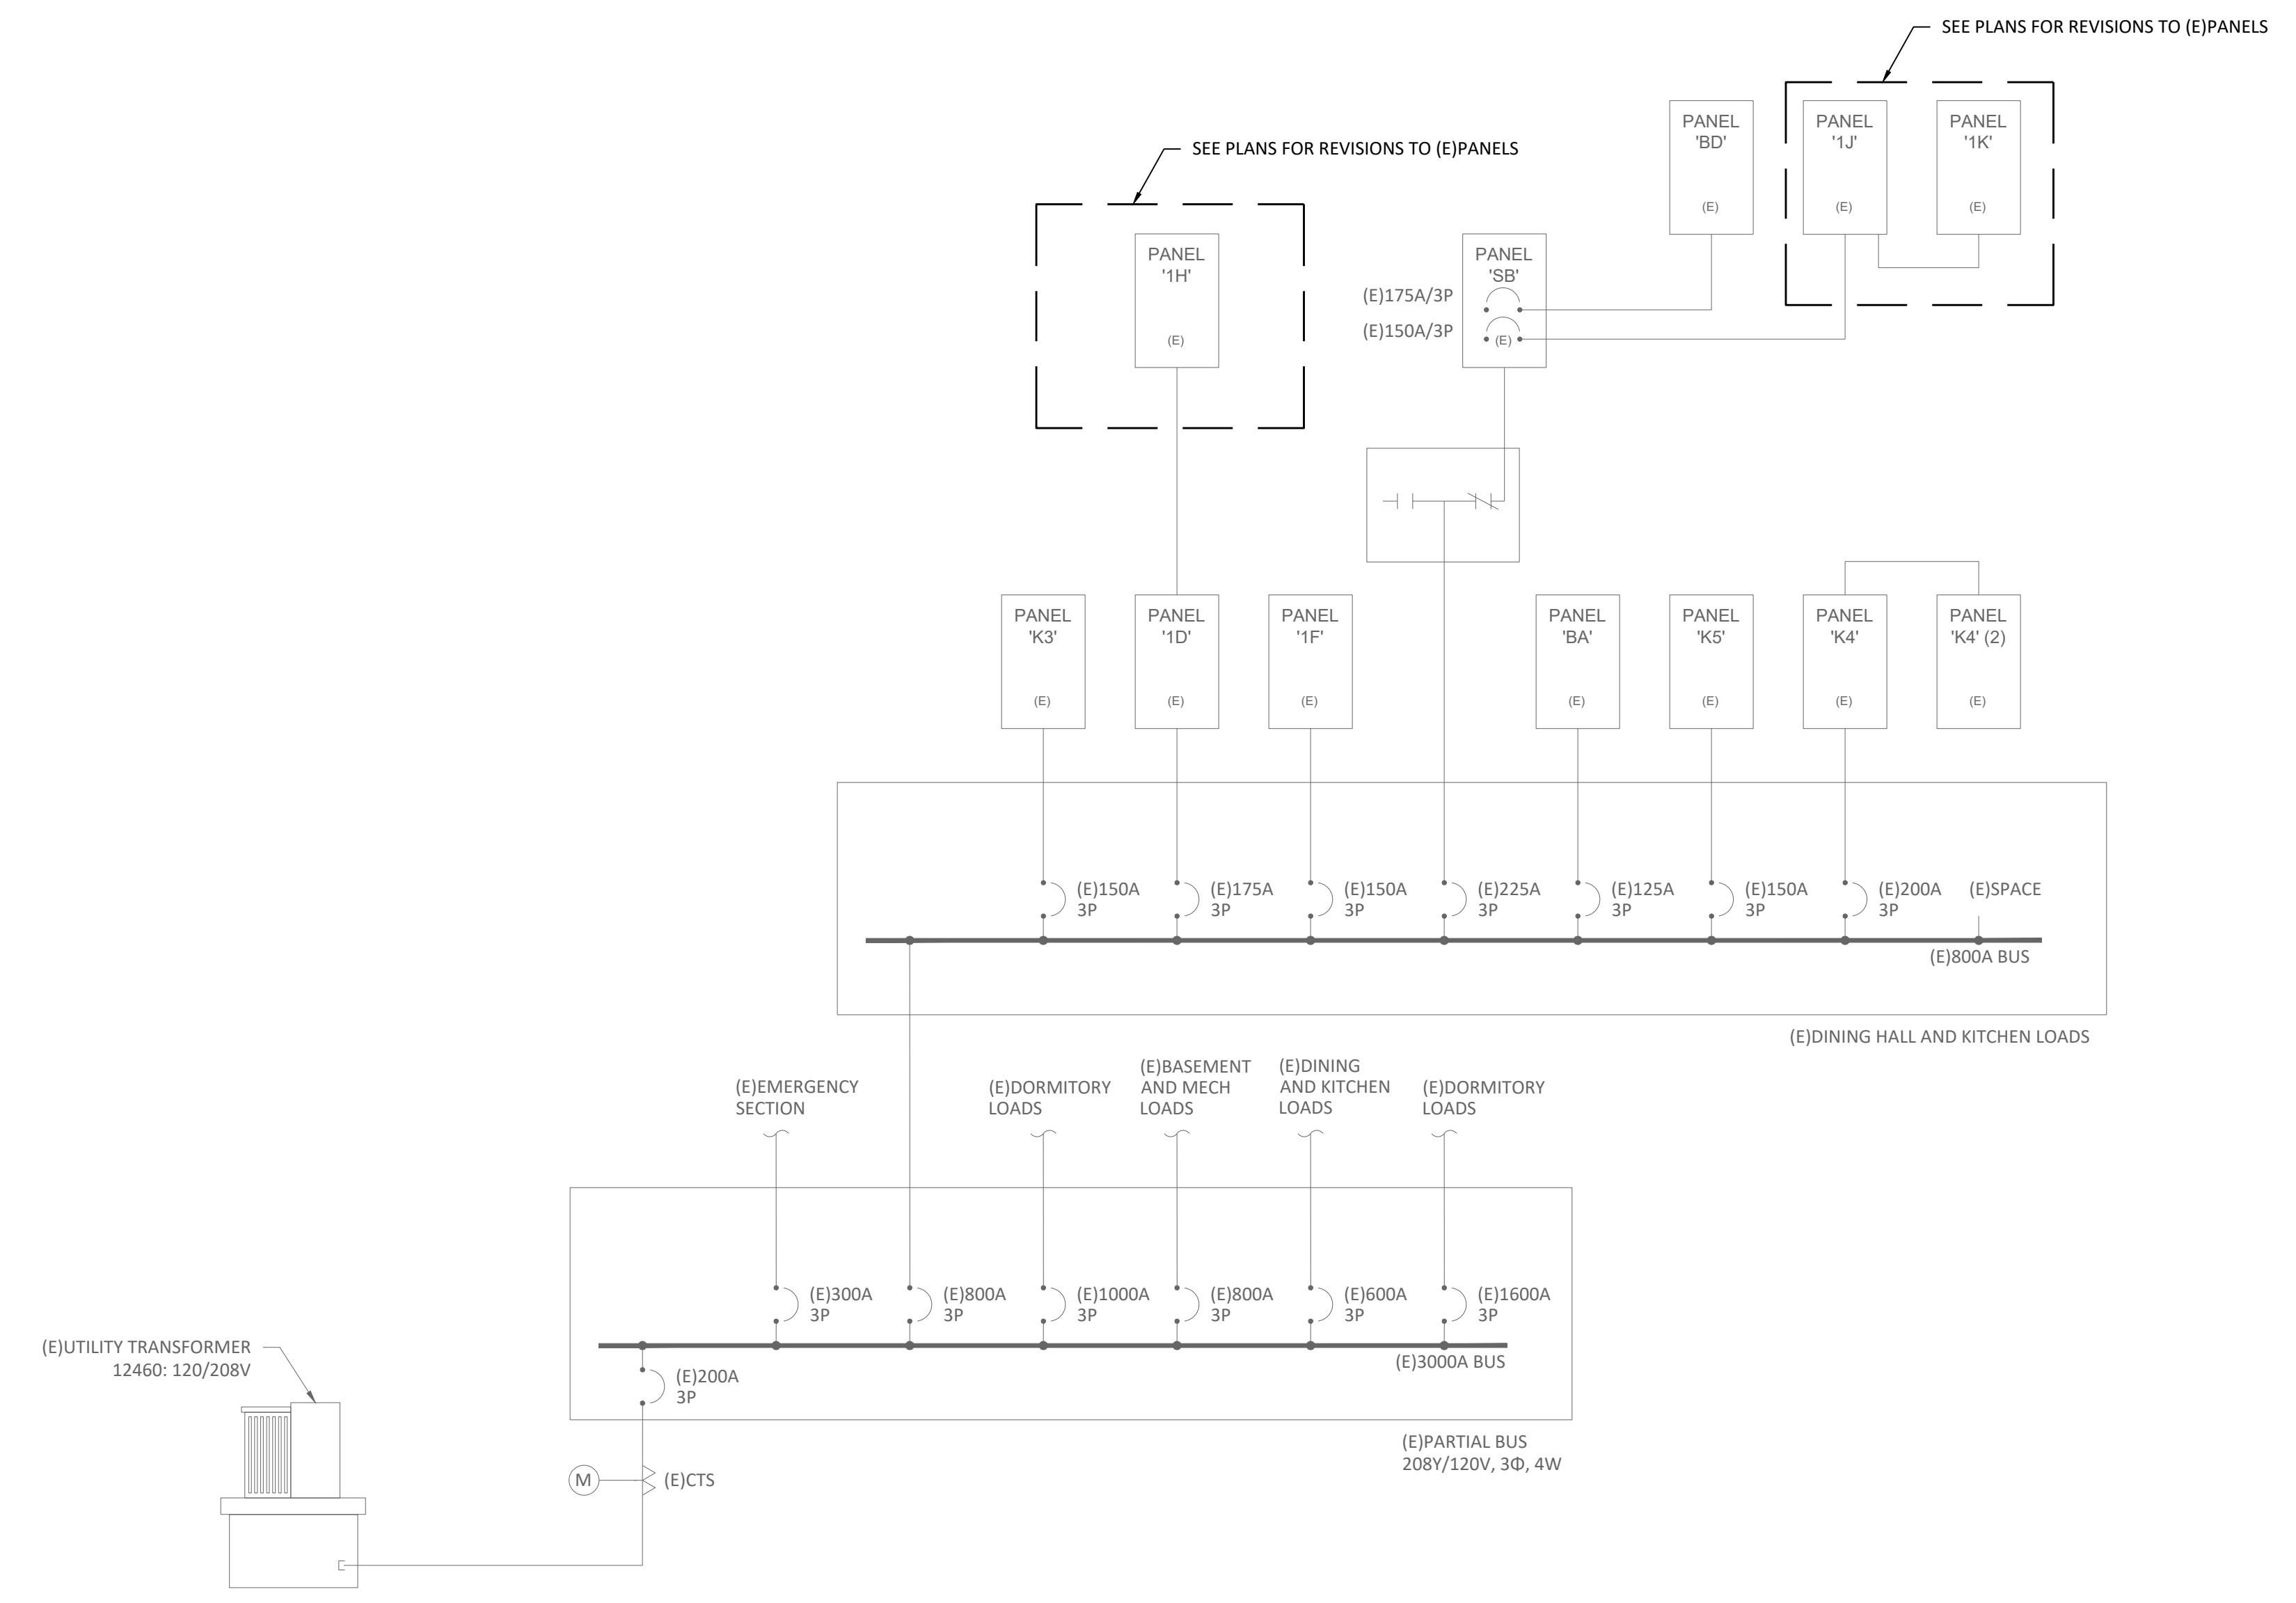 SEE PLANS FOR REVISIONS TO (E)PANELS
SEE PLANS FOR REVISIONS TO (E)PANELS
PANEL
'BD'
(E)
PANEL
'1J'
(E)
PANEL
'1K'
(E)
PANEL
'1H'
(E)
PANEL
'SB'
(E)175A/3P
(E)150A/3P
(E)
PANEL
'K3'
(E)
PANEL
'1D'
(E)
PANEL
'1F'
(E)
PANEL
'BA'
(E)
PANEL
'K5'
(E)
PANEL
'K4'
(E)
PANEL
'K4' (2)
(E)
(E)150A
3P
(E)175A
3P
(E)150A
3P
(E)225A
3P
(E)125A
3P
(E)150A
3P
(E)200A
3P
(E)SPACE
(E)800A BUS
(E)DINING HALL AND KITCHEN LOADS
(E)EMERGENCY
SECTION
(E)DORMITORY
LOADS
(E)BASEMENT
AND MECH
LOADS
(E)DINING
AND KITCHEN
LOADS
(E)DORMITORY
LOADS
(E)300A
3P
(E)800A
3P
(E)1000A
3P
(E)800A
3P
(E)600A
3P
(E)1600A
3P
(E)3000A BUS
(E)200A
3P
(E)PARTIAL BUS
208Y/120V, 3Φ, 4W
(E)UTILITY TRANSFORMER
12460: 120/208V
M
(E)CTS